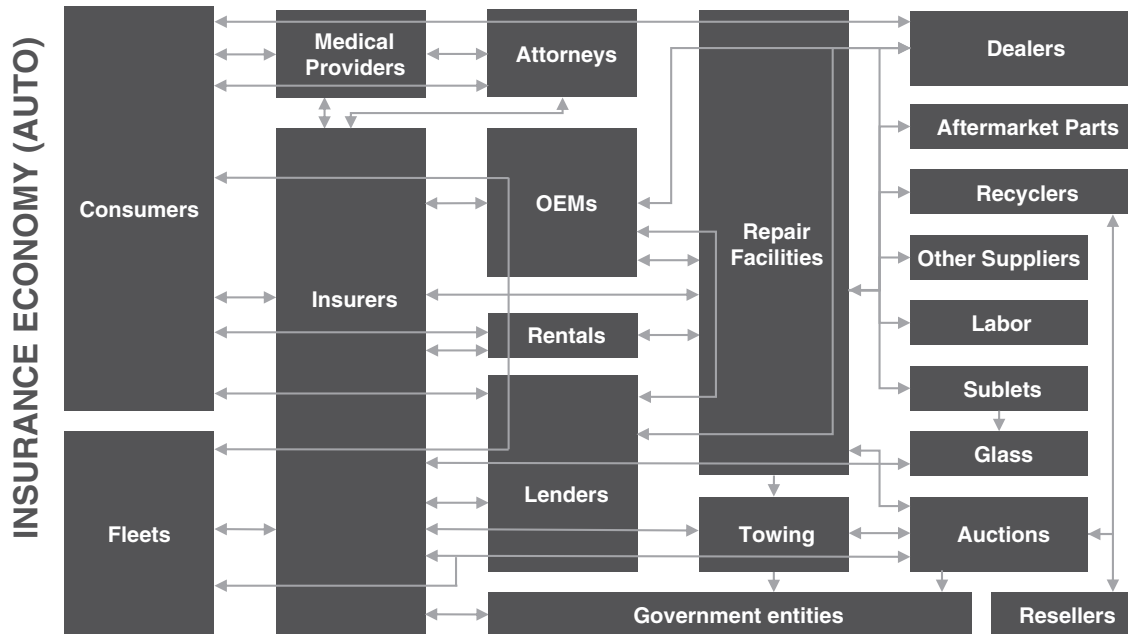 INSURANCE ECONOMY (AUTO)
Consumers
Fleets
Medical
Providers
Insurers
Attorneys
OEMs
Rentals
Lenders
Repair
Facilities
Towing
Government entities
Dealers
Aftermarket Parts
Recyclers
Other Suppliers
Labor
Sublets
Glass
Auctions
Resellers